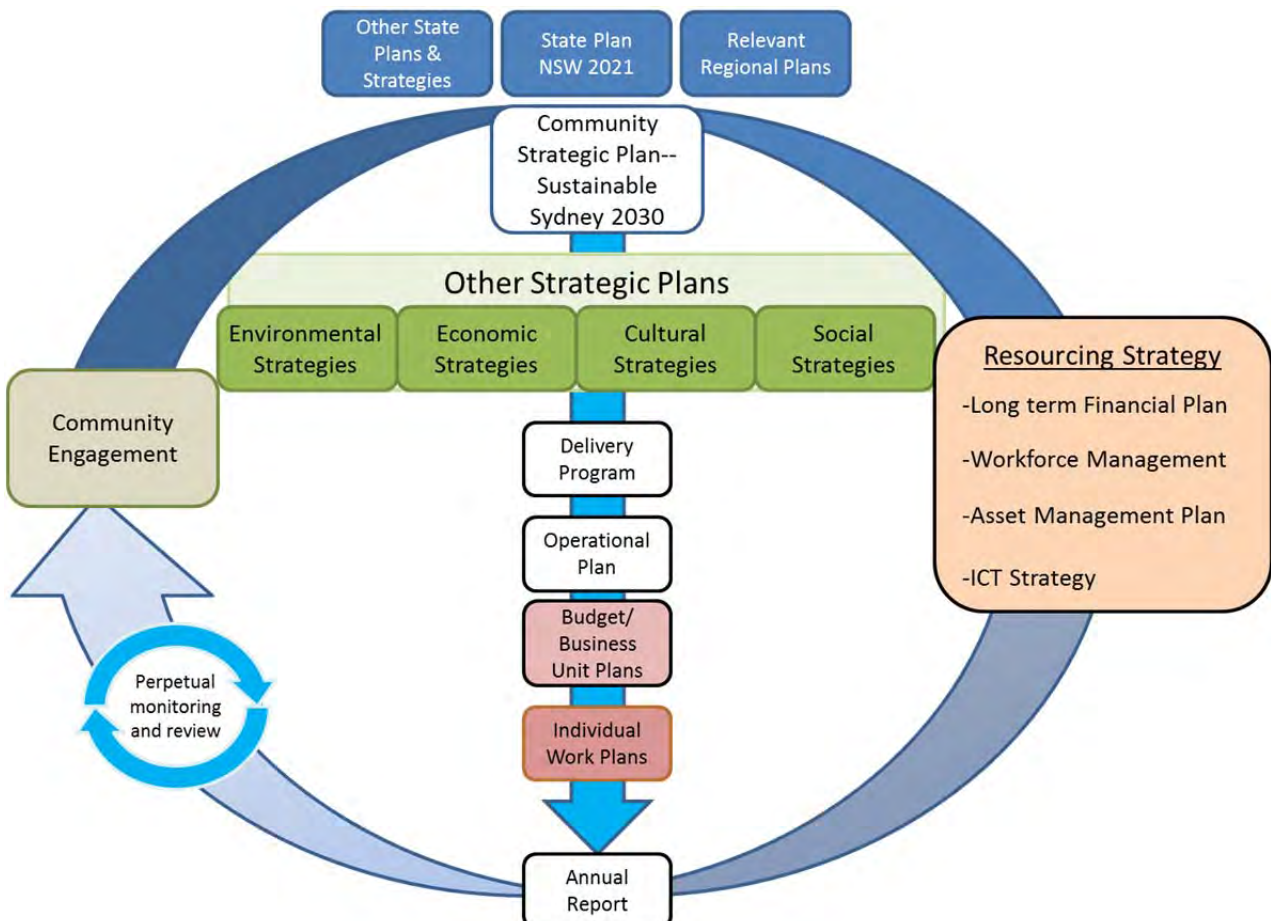 Other State
Plans &
Strategies
State Plan
NSW 2021
Relevant
Regional Plans
Community
Strategic Plan--
Sustainable
Sydney 2030
Other Strategic Plans
Environmental
Strategies
Economic
Strategies
Cultural
Strategies
Social
Strategies
Community
Engagement
Resourcing Strategy
-Long term Financial Plan
-Workforce Management
-Asset Management Plan
-ICT Strategy
Delivery
Program
Operational
Plan
Budget/
Business
Unit Plans
Individual
Work Plans
Perpetual
monitoring
and review
Annual
Report